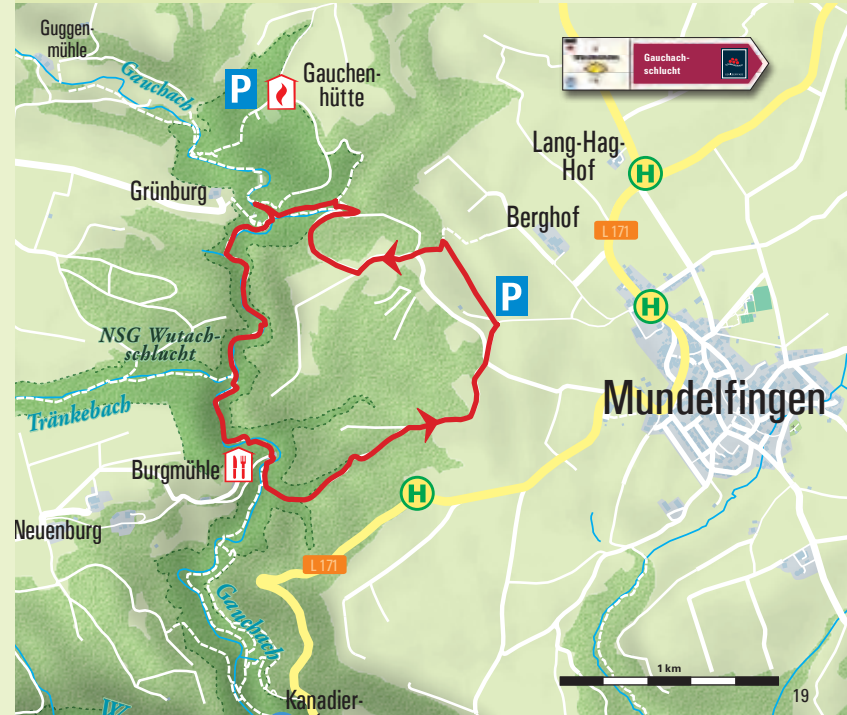 Guggen-
mühle
Gauchach
P
Gauchen-
hütte
Gauchach-
schlucht
Lang-Hag-
Hof
H
Grünburg
Berghof
L 171
P
H
NSG Wutach-
schlucht
Mundelfingen
Tränkebach
Burgmühle
H
Neuenburg
L 171
Gauchach
1 km
19
Kanadier-
W